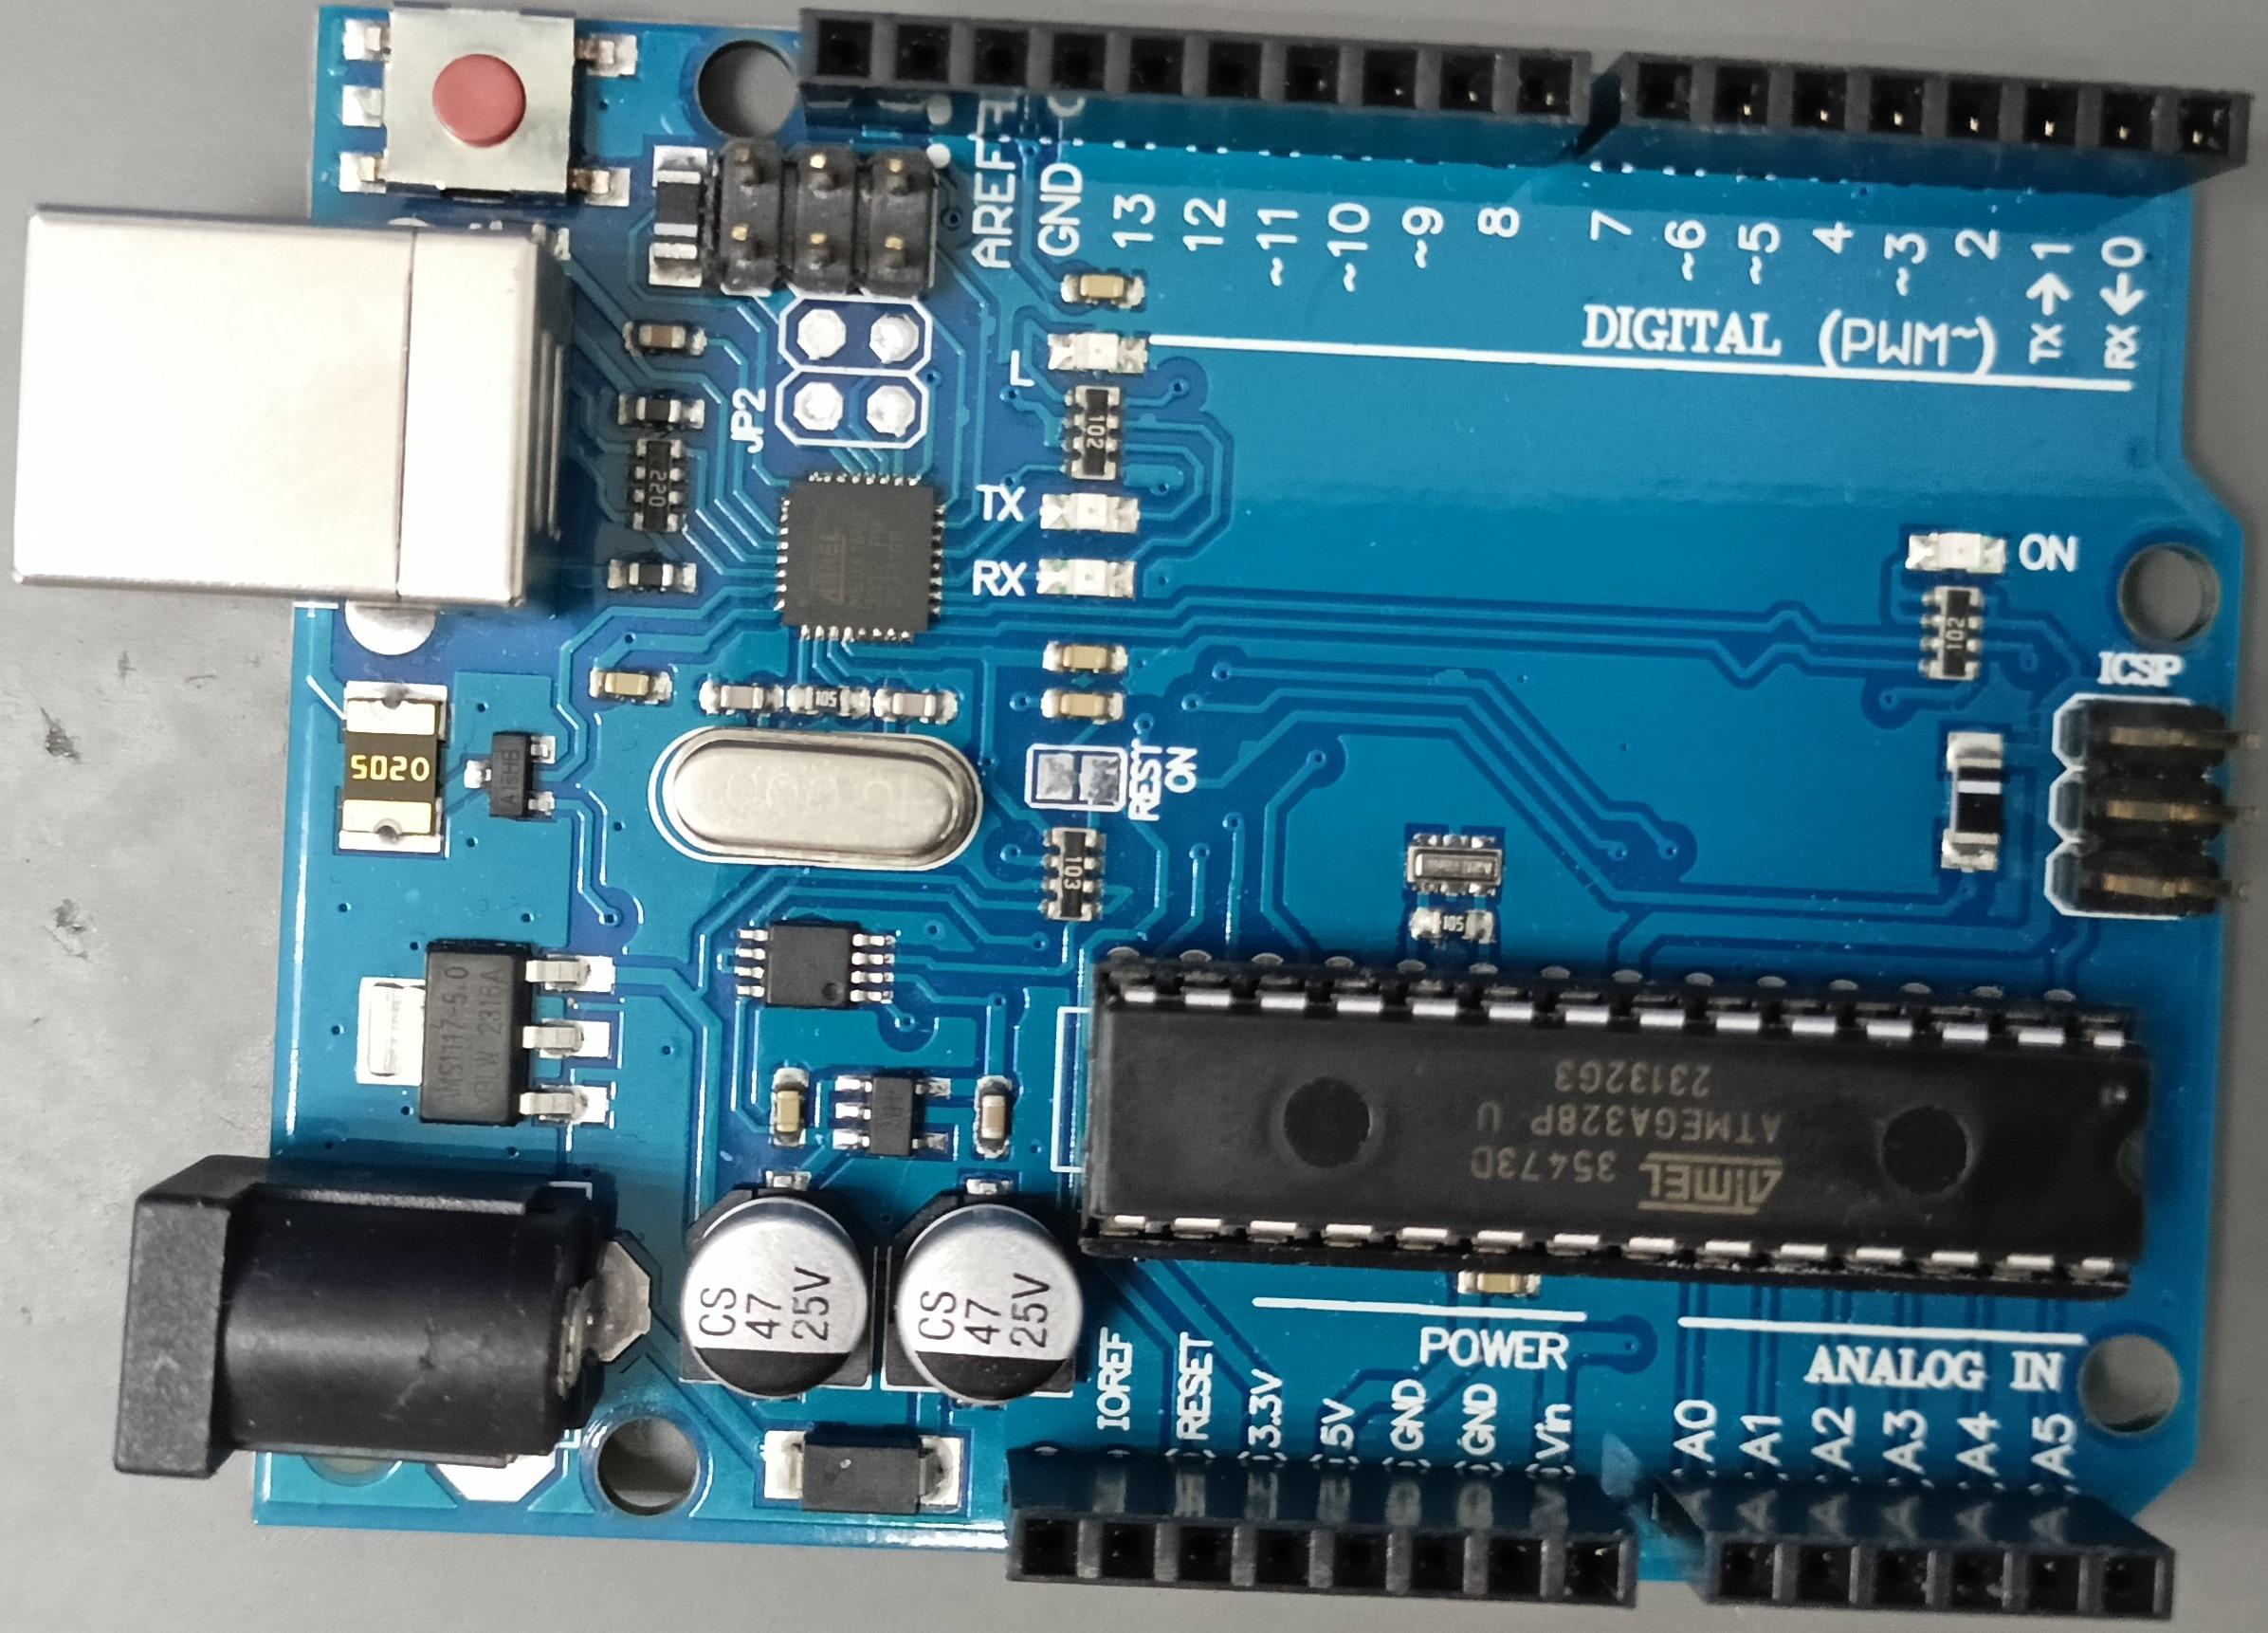 AREF
GND
13
12
~11
~10
~9
8
7
~6
~5
4
~3
2
TX→1
RX←0
DIGITAL (PWM~)
L
JP2
102
220
TX
RX
ON
102
ICSP
105
5020
A1SHB
REST
ON
103
105
AMS1117-5.0
ATMEL 35473D
ATMEGA328P U
23132G3
CS
47
25V
CS
47
25V
POWER
IOREF
RESET
3.3V
5V
GND
GND
Vin
ANALOG IN
A0
A1
A2
A3
A4
A5